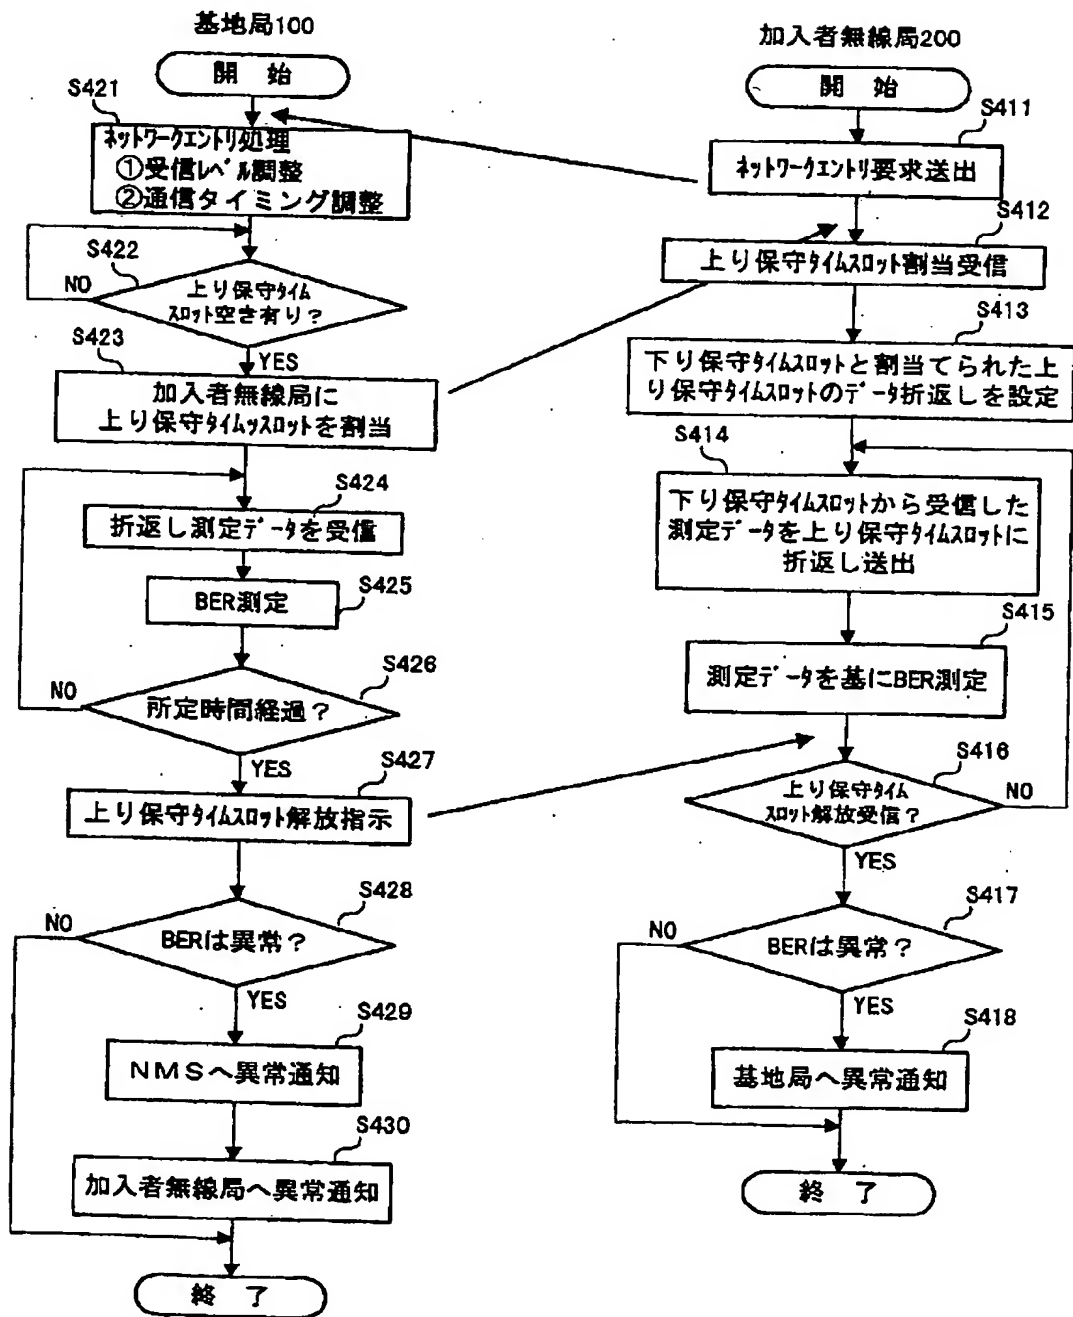 基地局100
開 始
S421
ネットワークエントリ処理
①受信レベル調整
②通信タイミング調整
S422
NO
上り保守タイム
スロット空き有り?
YES
S423
加入者無線局に
上り保守タイムッスロットを割当
S424
折返し測定データを受信
S425
BER測定
S426
NO
所定時間経過?
YES
S427
上り保守タイムスロット解放指示
S428
NO
BERは異常?
YES
S429
NMSへ異常通知
S430
加入者無線局へ異常通知
終 了
加入者無線局200
開 始
S411
ネットワークエントリ要求送出
S412
上り保守タイムスロット割当受信
S413
下り保守タイムスロットと割当てられた上
り保守タイムスロットのデータ折返しを設定
S414
下り保守タイムスロットから受信した
測定データを上り保守タイムスロットに
折返し送出
S415
測定データを基にBER測定
S416
上り保守タイム
スロット解放受信?
NO
YES
S417
NO
BERは異常?
YES
S418
基地局へ異常通知
終 了